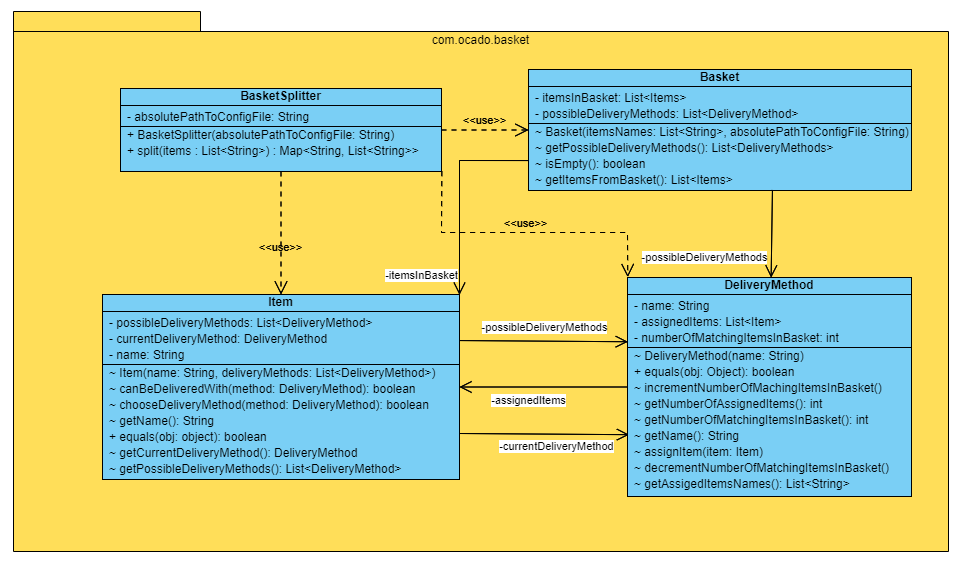 com.ocado.basket
BasketSplitter
- absolutePathToConfigFile: String
+ BasketSplitter(absolutePathToConfigFile: String)
+ split(items : List<String>) : Map<String, List<String>>
Basket
- itemsInBasket: List<Items>
- possibleDeliveryMethods: List<DeliveryMethod>
~ Basket(itemsNames: List<String>, absolutePathToConfigFile: String)
~ getPossibleDeliveryMethods(): List<DeliveryMethods>
~ isEmpty(): boolean
~ getItemsFromBasket(): List<Items>
<<use>>
<<use>>
<<use>>
-itemsInBasket
-possibleDeliveryMethods
Item
- possibleDeliveryMethods: List<DeliveryMethod>
- currentDeliveryMethod: DeliveryMethod
- name: String
~ Item(name: String, deliveryMethods: List<DeliveryMethod>)
~ canBeDeliveredWith(method: DeliveryMethod): boolean
~ chooseDeliveryMethod(method: DeliveryMethod): boolean
~ getName(): String
+ equals(obj: object): boolean
~ getCurrentDeliveryMethod(): DeliveryMethod
~ getPossibleDeliveryMethods(): List<DeliveryMethod>
-possibleDeliveryMethods
-assignedItems
-currentDeliveryMethod
DeliveryMethod
- name: String
- assignedItems: List<Item>
- numberOfMatchingItemsInBasket: int
~ DeliveryMethod(name: String)
+ equals(obj: Object): boolean
~ incrementNumberOfMachingItemsInBasket()
~ getNumberOfAssignedItems(): int
~ getNumberOfMatchingItemsInBasket(): int
~ getName(): String
~ assignItem(item: Item)
~ decrementNumberOfMatchingItemsInBasket()
~ getAssigedItemsNames(): List<String>